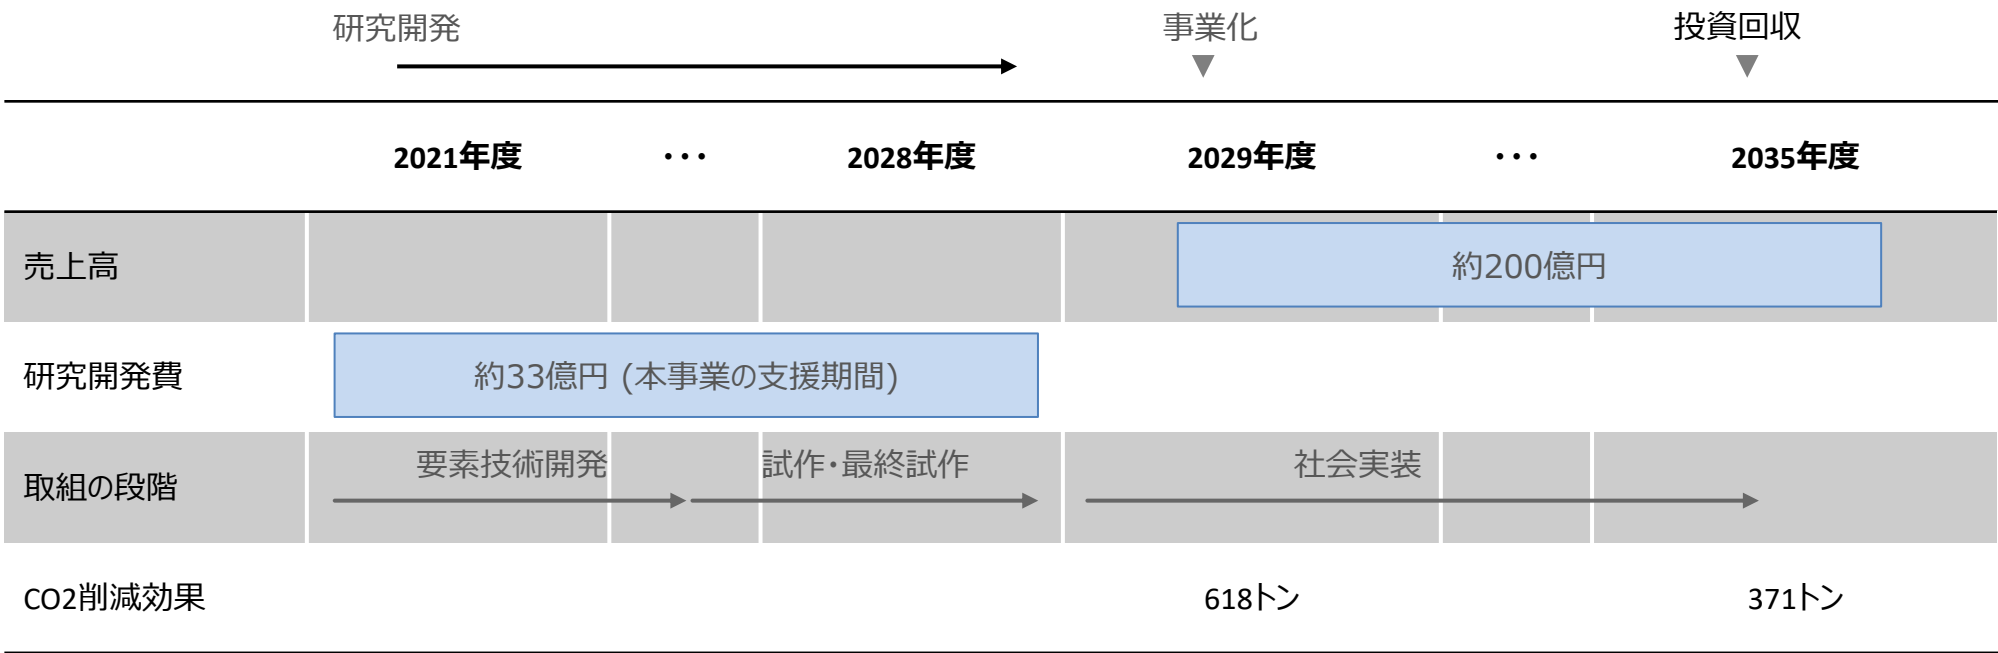 研究開発 事業化 投資回収
▼ ▼
2021年度 ・・・ 2028年度 2029年度 ・・・ 2035年度
売上高 約200億円
研究開発費 約33億円 (本事業の支援期間)
取組の段階 要素技術開発 試作・最終試作 社会実装
CO2削減効果 618トン 371トン